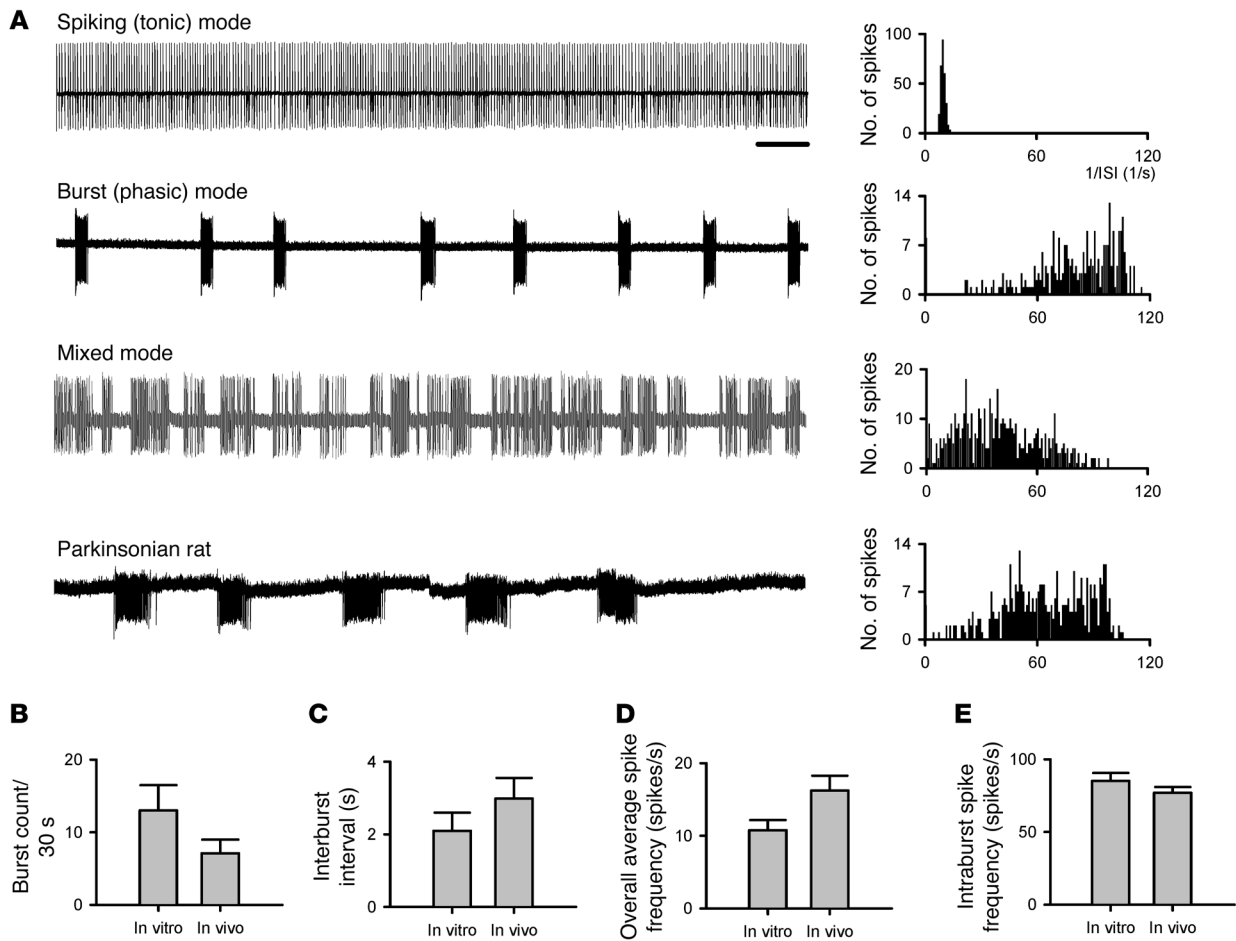 A
Spiking (tonic) mode
No. of spikes
100
50
0
0
60
120
1/ISI (1/s)
Burst (phasic) mode
No. of spikes
14
7
0
0
60
120
Mixed mode
No. of spikes
20
10
0
0
60
120
Parkinsonian rat
No. of spikes
14
7
0
0
60
120
B
Burst count/
30 s
20
10
0
In vitro
In vivo
C
Interburst
interval (s)
4
2
0
In vitro
In vivo
D
Overall average spike
frequency (spikes/s)
20
10
0
In vitro
In vivo
E
Intraburst spike
frequency (spikes/s)
100
50
0
In vitro
In vivo